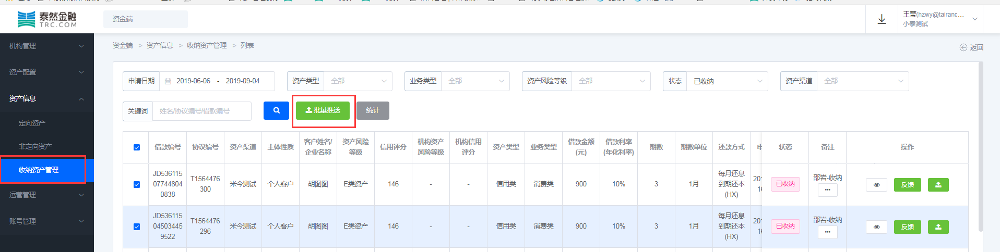 泰然金融
TRC.COM
资金端
王莹(hzwy@tairanc...
小泰测试
机构管理
资产配置
资产信息
定向资产
非定向资产
收纳资产管理
运营管理
账号管理
资金端 > 资产信息 > 收纳资产管理 > 列表
返回
申请日期 2019-06-06 - 2019-09-04
资产类型 全部
业务类型 全部
资产风险等级 全部
状态 已收纳
资产渠道 全部
关键词 姓名/协议编号/借款编号
批量推送
统计
借款编号
协议编号
资产渠道
主体性质
客户姓名/
企业名称
资产风险
等级
信用评分
机构资产
风险等级
机构信用
评分
资产类型
业务类型
借款金额
(元)
借款利率
(年化利率)
期数
期数单位
还款方式
状态
备注
操作
JD536115
07744804
0838
T1564476
300
米今测试
个人客户
胡图图
E类资产
146
-
-
信用类
消费类
900
10%
3
1月
每月还息
到期还本
(HX)
201
16
已收纳
邵岩-收纳
...
反馈
JD536115
04503445
9522
T1564476
296
米今测试
个人客户
胡图图
E类资产
146
-
-
信用类
消费类
900
10%
3
1月
每月还息
到期还本
(HX)
201
16
已收纳
邵岩-收纳
...
反馈